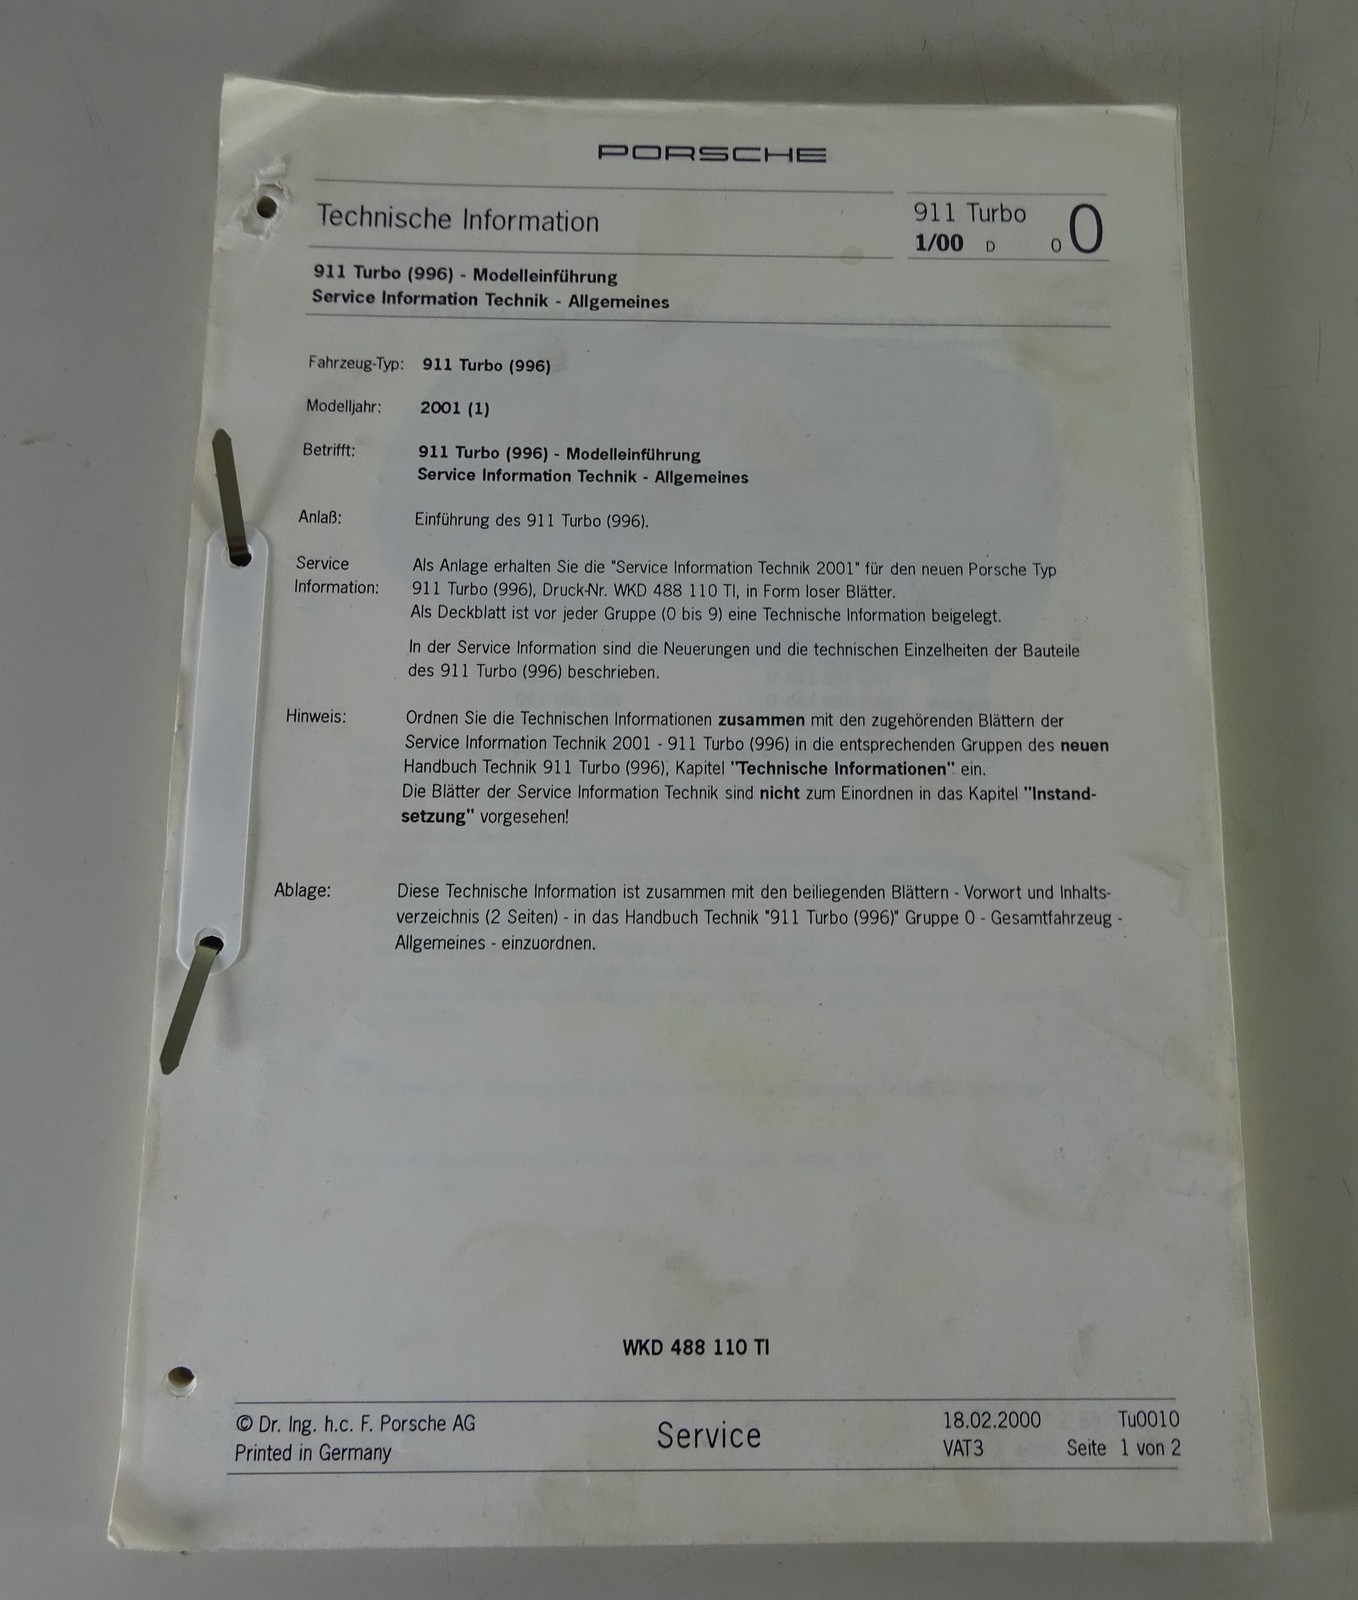 PORSCHE
Technische Information
911 Turbo
1/00 D 0 0
911 Turbo (996) - Modelleinführung
Service Information Technik - Allgemeines
Fahrzeug-Typ: 911 Turbo (996)
Modelljahr: 2001 (1)
Betrifft: 911 Turbo (996) - Modelleinführung
Service Information Technik - Allgemeines
Anlaß: Einführung des 911 Turbo (996).
Service Als Anlage erhalten Sie die "Service Information Technik 2001" für den neuen Porsche Typ
Information: 911 Turbo (996), Druck-Nr. WKD 488 110 TI, in Form loser Blätter.
Als Deckblatt ist vor jeder Gruppe (0 bis 9) eine Technische Information beigelegt.
In der Service Information sind die Neuerungen und die technischen Einzelheiten der Bauteile
des 911 Turbo (996) beschrieben.
Hinweis: Ordnen Sie die Technischen Informationen zusammen mit den zugehörenden Blättern der
Service Information Technik 2001 - 911 Turbo (996) in die entsprechenden Gruppen des neuen
Handbuch Technik 911 Turbo (996), Kapitel "Technische Informationen" ein.
Die Blätter der Service Information Technik sind nicht zum Einordnen in das Kapitel "Instand-
setzung" vorgesehen!
Ablage: Diese Technische Information ist zusammen mit den beiliegenden Blättern - Vorwort und Inhalts-
verzeichnis (2 Seiten) - in das Handbuch Technik "911 Turbo (996)" Gruppe 0 - Gesamtfahrzeug -
Allgemeines - einzuordnen.
WKD 488 110 TI
© Dr. Ing. h.c. F. Porsche AG
Printed in Germany
Service
18.02.2000 Tu0010
VAT3 Seite 1 von 2